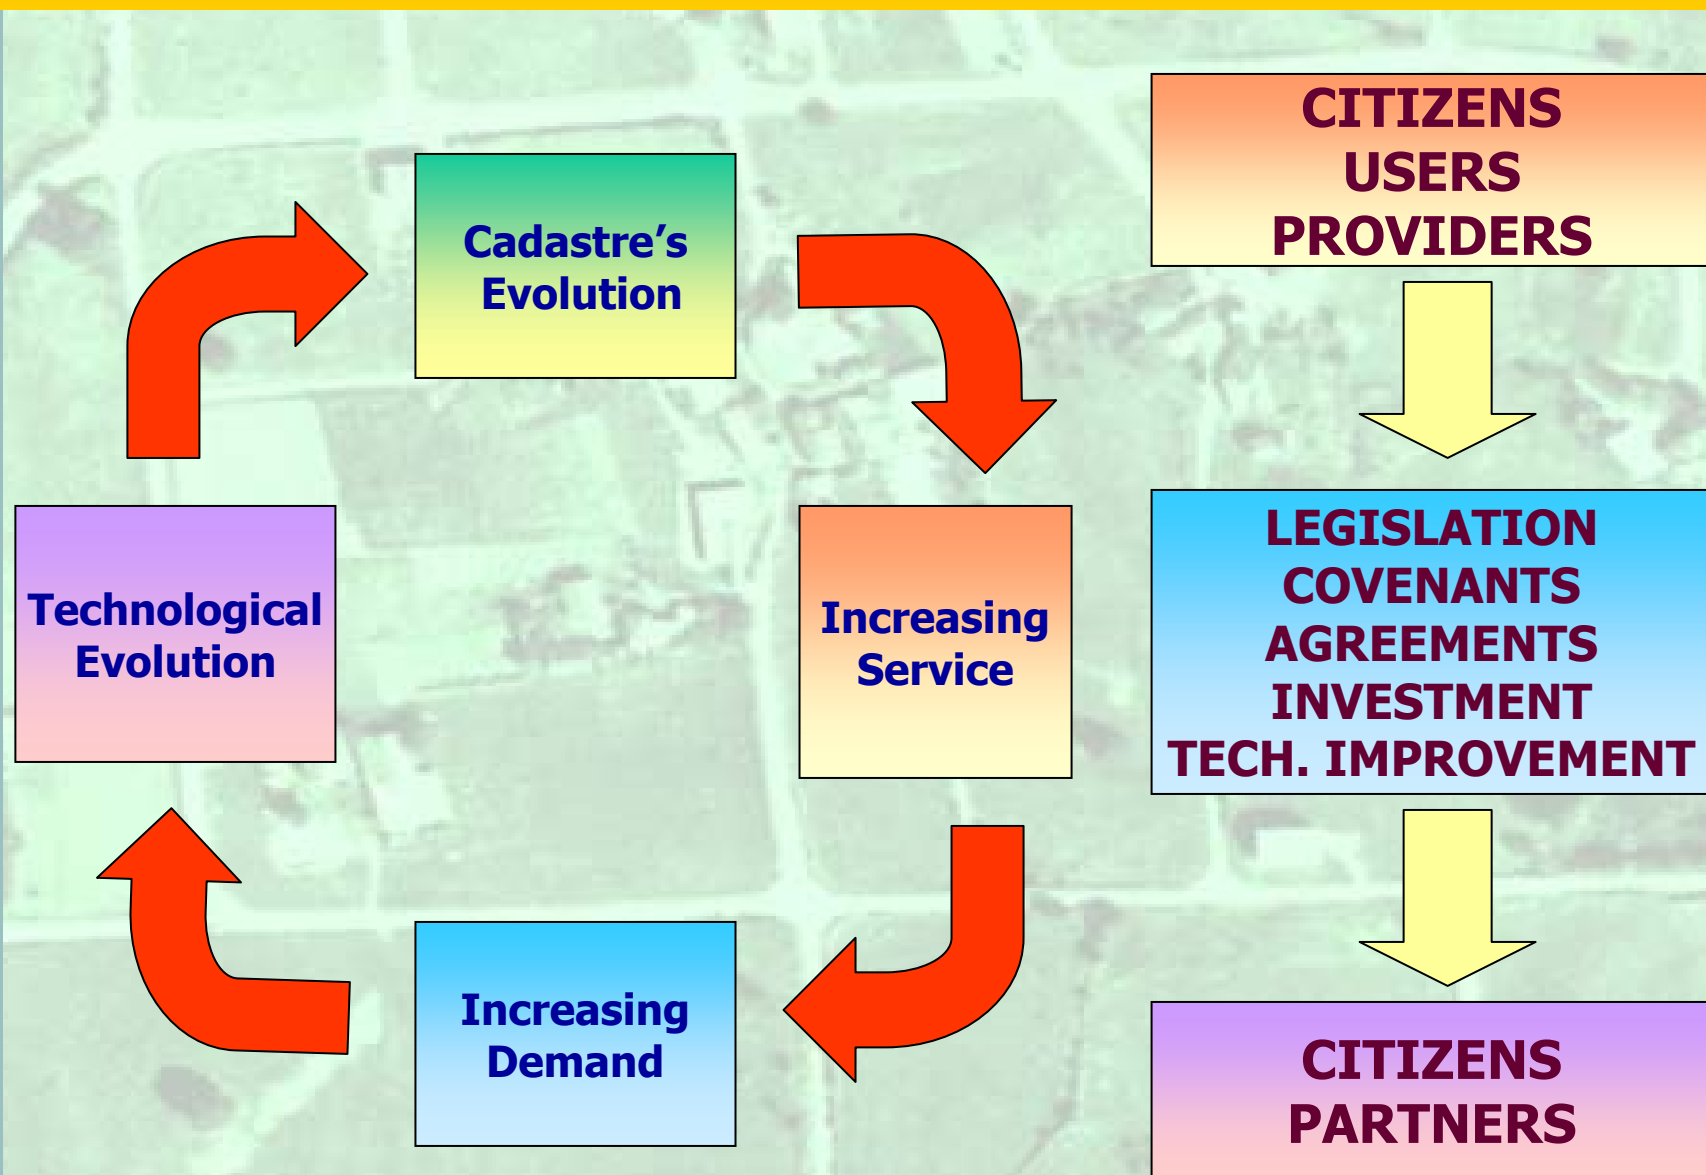 Cadastre’s
Evolution
Technological
Evolution
Increasing
Service
Increasing
Demand
CITIZENS
USERS
PROVIDERS
LEGISLATION
COVENANTS
AGREEMENTS
INVESTMENT
TECH. IMPROVEMENT
CITIZENS
PARTNERS